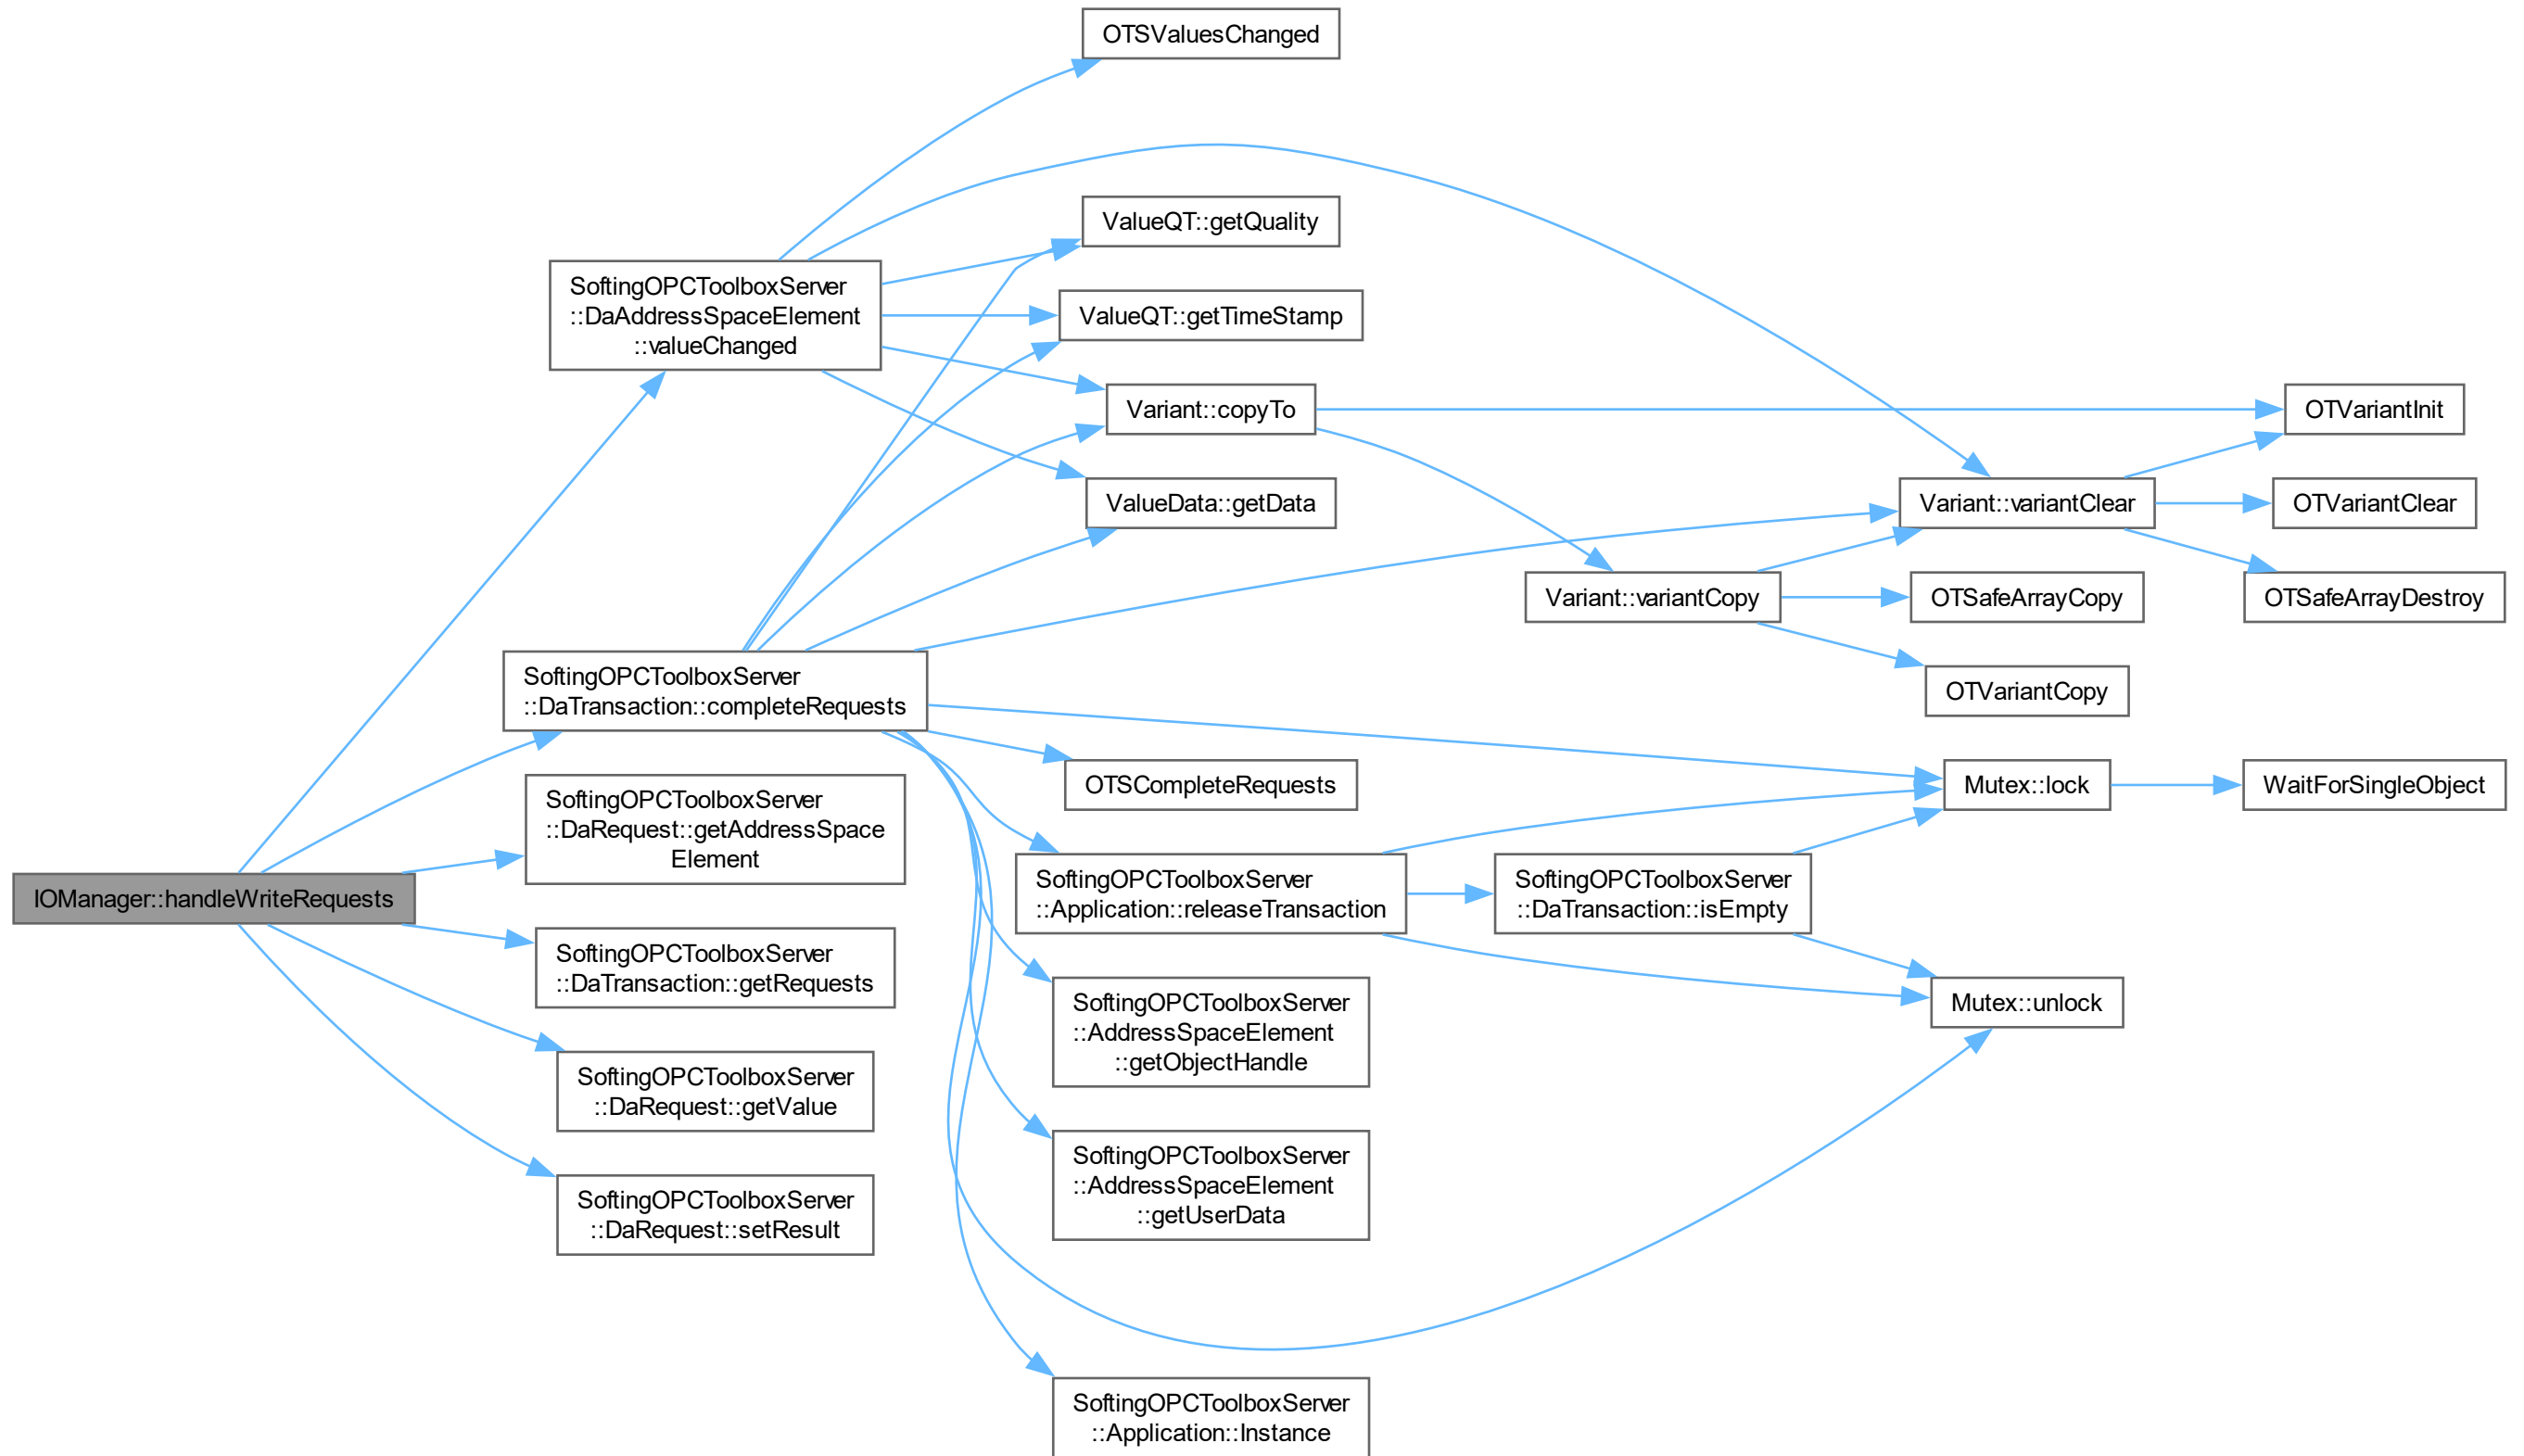 IOManager::handleWriteRequests
SoftingOPCToolboxServer
::DaAddressSpaceElement
::valueChanged
SoftingOPCToolboxServer
::DaTransaction::completeRequests
SoftingOPCToolboxServer
::DaRequest::getAddressSpace
Element
SoftingOPCToolboxServer
::DaTransaction::getRequests
SoftingOPCToolboxServer
::DaRequest::getValue
SoftingOPCToolboxServer
::DaRequest::setResult
OTSValuesChanged
ValueQT::getQuality
ValueQT::getTimeStamp
Variant::copyTo
ValueData::getData
OTSCompleteRequests
SoftingOPCToolboxServer
::Application::releaseTransaction
SoftingOPCToolboxServer
::AddressSpaceElement
::getObjectHandle
SoftingOPCToolboxServer
::AddressSpaceElement
::getUserData
SoftingOPCToolboxServer
::Application::Instance
Variant::variantCopy
SoftingOPCToolboxServer
::DaTransaction::isEmpty
Variant::variantClear
OTSafeArrayCopy
OTVariantCopy
Mutex::lock
Mutex::unlock
OTVariantInit
OTVariantClear
OTSafeArrayDestroy
WaitForSingleObject